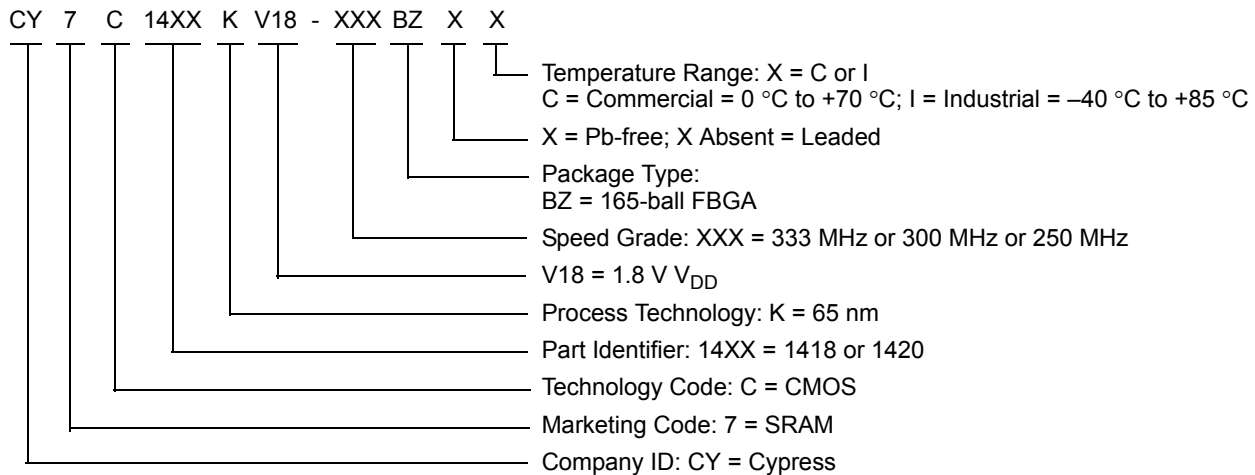 CY 7 C 14XX K V18 - XXX BZ X X
Temperature Range: X = C or I
C = Commercial = 0 °C to +70 °C; I = Industrial = –40 °C to +85 °C
X = Pb-free; X Absent = Leaded
Package Type:
BZ = 165-ball FBGA
Speed Grade: XXX = 333 MHz or 300 MHz or 250 MHz
V18 = 1.8 V VDD
Process Technology: K = 65 nm
Part Identifier: 14XX = 1418 or 1420
Technology Code: C = CMOS
Marketing Code: 7 = SRAM
Company ID: CY = Cypress